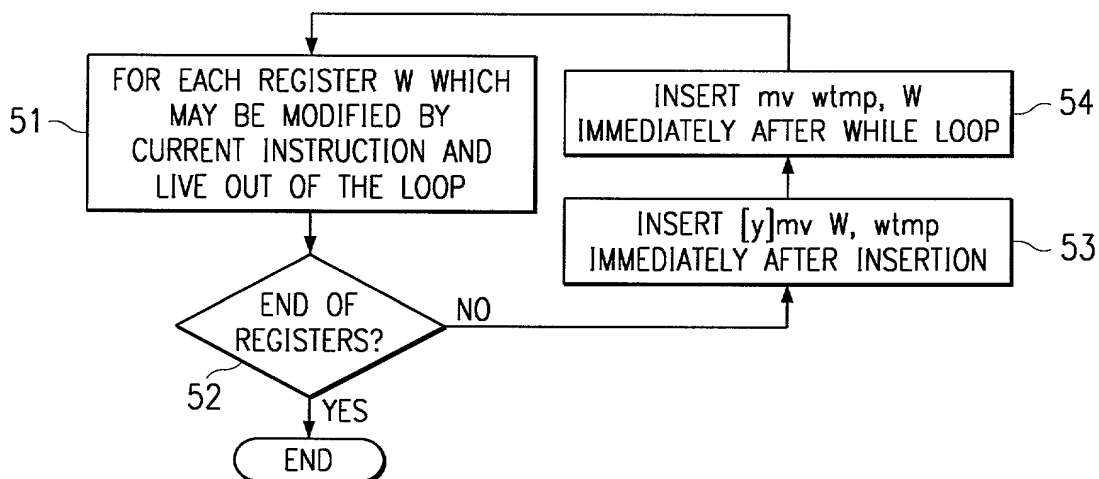 51
FOR EACH REGISTER W WHICH
MAY BE MODIFIED BY
CURRENT INSTRUCTION AND
LIVE OUT OF THE LOOP
END OF
REGISTERS?
52
NO
YES
END
INSERT [y]mv W, wtmp
IMMEDIATELY AFTER INSERTION
53
INSERT mv wtmp, W
IMMEDIATELY AFTER WHILE LOOP
54